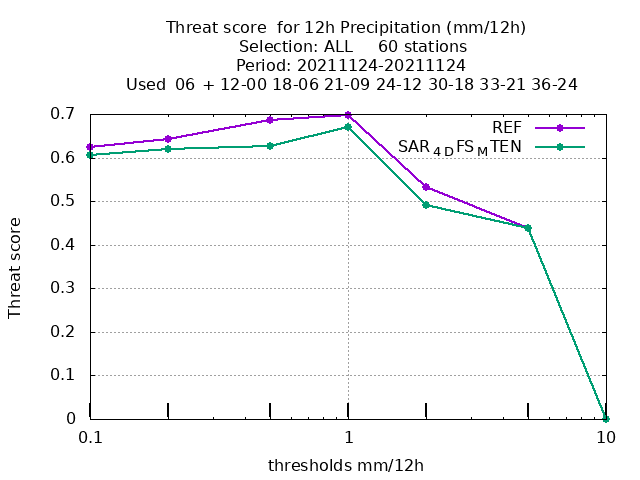 Threat score  for 12h Precipitation (mm/12h)
Selection: ALL     60 stations
Period: 20211124-20211124
Used  06 + 12-00 18-06 21-09 24-12 30-18 33-21 36-24
0.7
0.6
0.5
0.4
0.3
0.2
0.1
0
Threat score
REF
SAR4DFSMTEN
0.1
1
10
thresholds mm/12h